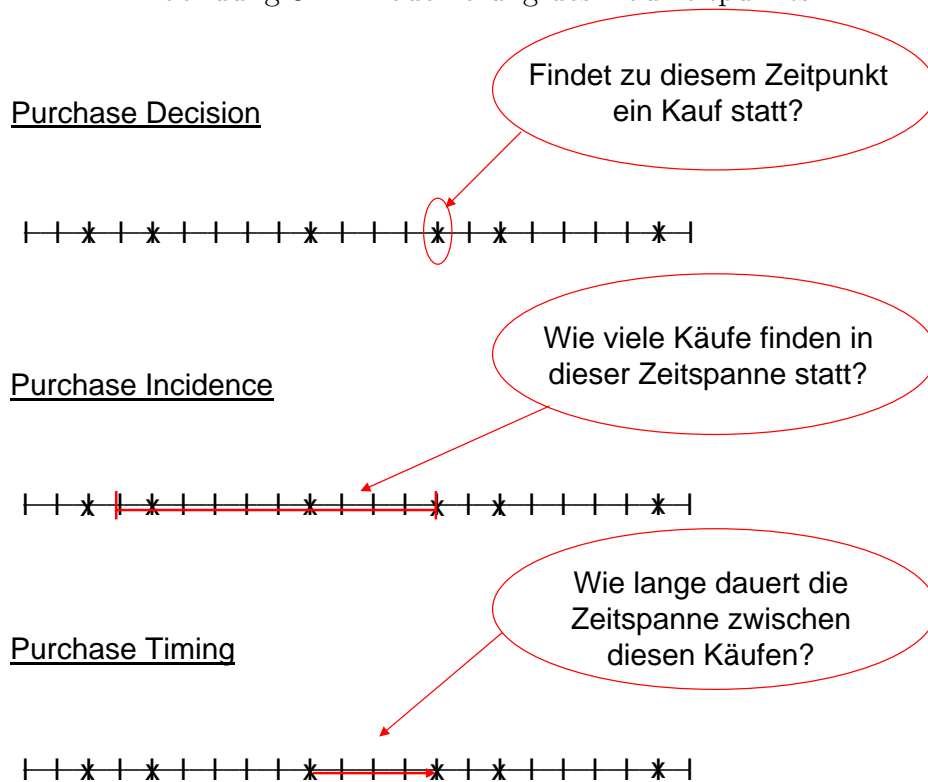 Purchase Decision
Findet zu diesem Zeitpunkt
ein Kauf statt?
x x x x x x
Purchase Incidence
Wie viele Käufe finden in
dieser Zeitspanne statt?
x x x x x x
Purchase Timing
Wie lange dauert die
Zeitspanne zwischen
diesen Käufen?
x x x x x x